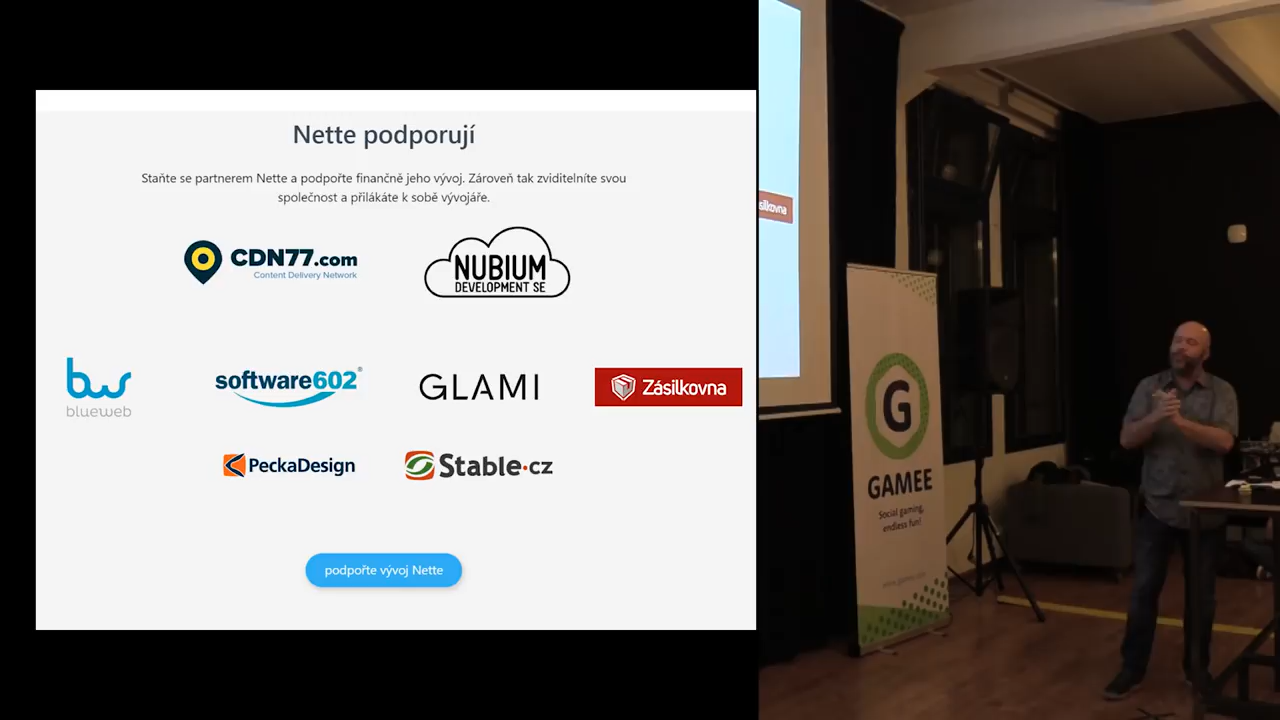 Nette podporují
Staňte se partnerem Nette a podpořte finančně jeho vývoj. Zároveň tak zviditelníte svou
společnost a přilákáte k sobě vývojáře.
CDN77.com
Content Delivery Network
NUBIUM
DEVELOPMENT SE
blueweb
software602®
GLAMI
Zásilkovna
PeckaDesign
Stable.cz
podpořte vývoj Nette
silkovna
G
GAMEE
Social gaming,
endless fun!